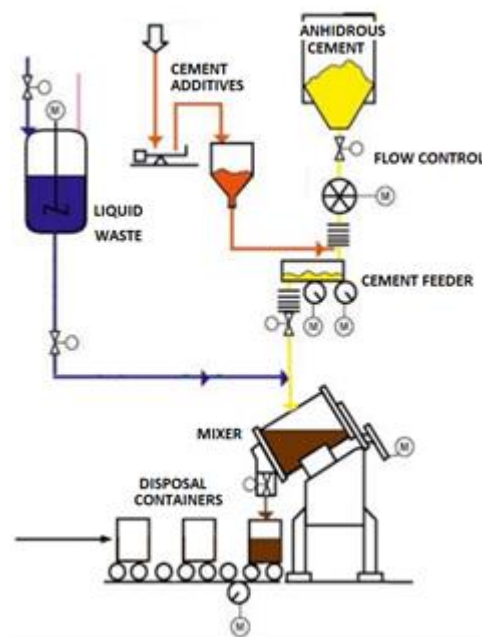 ANHIDROUS
CEMENT
CEMENT
ADDITIVES
M
FLOW CONTROL
M
LIQUID
WASTE
CEMENT FEEDER
M
M
MIXER
M
DISPOSAL
CONTAINERS
M